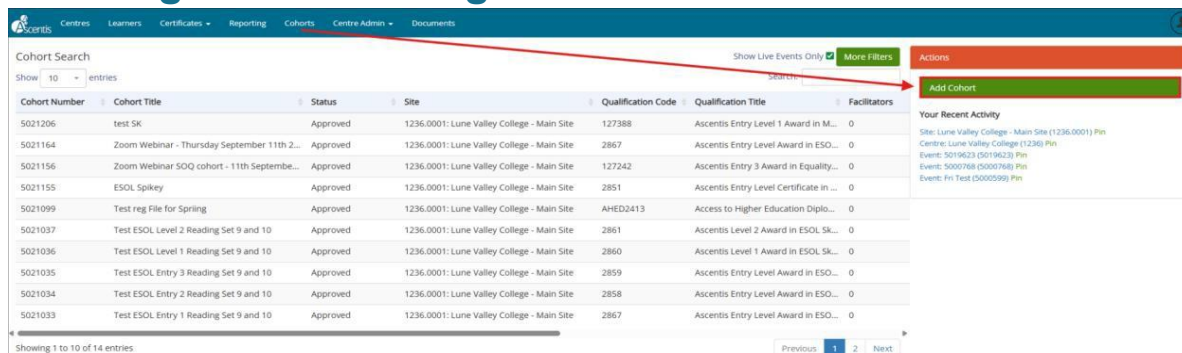 Ascentis Centres Learners Certificates Reporting Cohorts Centre Admin Documents
Cohort Search
Show Live Events Only More Filters
Show 10 entries
Search:
Cohort Number Cohort Title Status Site Qualification Code Qualification Title Facilitators
5021206 test SK Approved 1236.0001: Lune Valley College - Main Site 127388 Ascentis Entry Level 1 Award in M... 0
5021164 Zoom Webinar - Thursday September 11th 2... Approved 1236.0001: Lune Valley College - Main Site 2867 Ascentis Entry Level Award in ESO... 0
5021156 Zoom Webinar SOQ cohort - 11th Septembe... Approved 1236.0001: Lune Valley College - Main Site 127242 Ascentis Entry 3 Award in Equality... 0
5021155 ESOL Spikey Approved 1236.0001: Lune Valley College - Main Site 2851 Ascentis Entry Level Certificate in ... 0
5021099 Test reg File for Spriing Approved 1236.0001: Lune Valley College - Main Site AHED2413 Access to Higher Education Diplo... 0
5021037 Test ESOL Level 2 Reading Set 9 and 10 Approved 1236.0001: Lune Valley College - Main Site 2861 Ascentis Level 2 Award in ESOL Sk... 0
5021036 Test ESOL Level 1 Reading Set 9 and 10 Approved 1236.0001: Lune Valley College - Main Site 2860 Ascentis Level 1 Award in ESOL Sk... 0
5021035 Test ESOL Entry 3 Reading Set 9 and 10 Approved 1236.0001: Lune Valley College - Main Site 2859 Ascentis Entry Level Award in ESO... 0
5021034 Test ESOL Entry 2 Reading Set 9 and 10 Approved 1236.0001: Lune Valley College - Main Site 2858 Ascentis Entry Level Award in ESO... 0
5021033 Test ESOL Entry 1 Reading Set 9 and 10 Approved 1236.0001: Lune Valley College - Main Site 2867 Ascentis Entry Level Award in ESO... 0
Showing 1 to 10 of 14 entries
Previous 1 2 Next
Actions
Add Cohort
Your Recent Activity
Site: Lune Valley College - Main Site (1236.0001) Pin
Centre: Lune Valley College (1236) Pin
Event: 5019623 (5019623) Pin
Event: 5000768 (5000768) Pin
Event: Fri Test (5000599) Pin